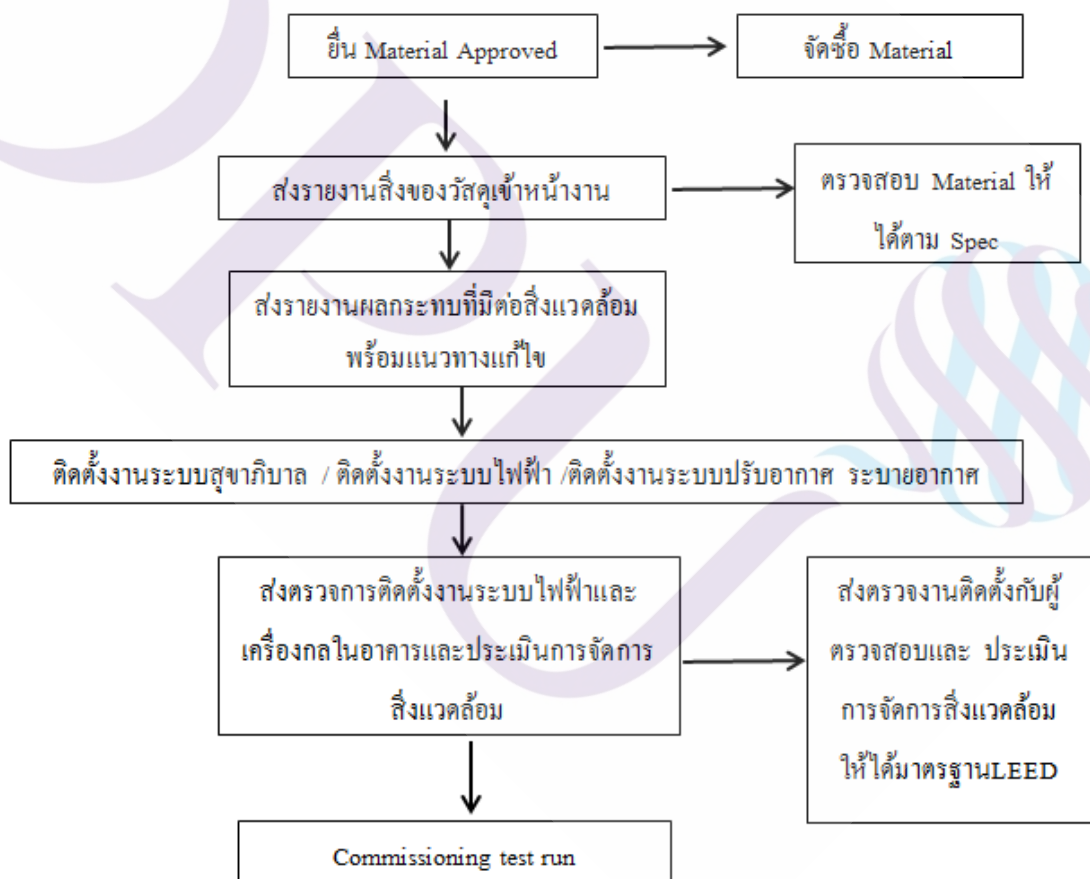 ยื่น Material Approved
จัดซื้อ Material
ส่งรายงานสิ่งของวัสดุเข้าหน้างาน
ตรวจสอบ Material ให้
ได้ตาม Spec
ส่งรายงานผลกระทบที่มีต่อสิ่งแวดล้อม
พร้อมแนวทางแก้ไข
ติดตั้งงานระบบสุขาภิบาล / ติดตั้งงานระบบไฟฟ้า /ติดตั้งงานระบบปรับอากาศ ระบายอากาศ
ส่งตรวจการติดตั้งงานระบบไฟฟ้าและ
เครื่องกลในอาคารและประเมินการจัดการ
สิ่งแวดล้อม
ส่งตรวจงานติดตั้งกับผู้
ตรวจสอบและ ประเมิน
การจัดการสิ่งแวดล้อม
ให้ได้มาตรฐานLEED
Commissioning test run